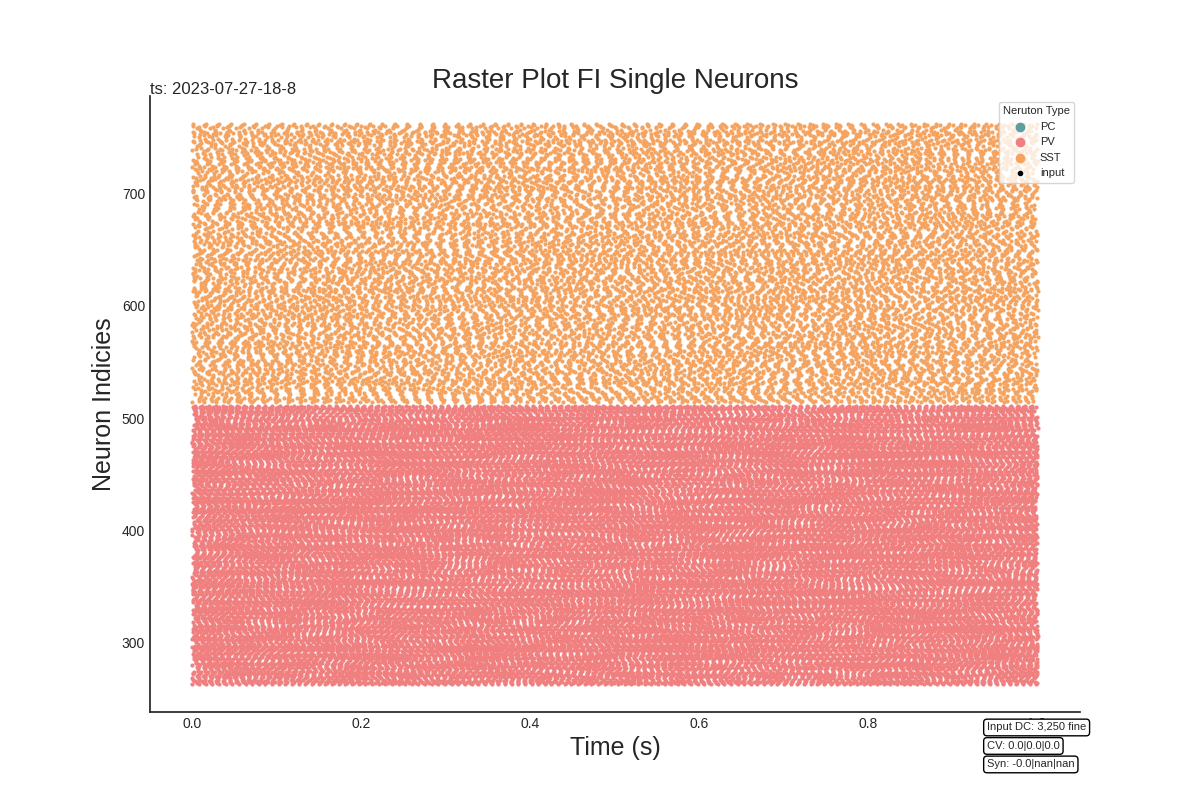 Raster Plot FI Single Neurons
ts: 2023-07-27-18-8
Neruton Type
PC
PV
SST
input
700
600
500
400
300
Neuron Indicies
0.0 0.2 0.4 0.6 0.8
Time (s)
Input DC: 3,250 fine
CV: 0.0|0.0|0.0
Syn: -0.0|nan|nan